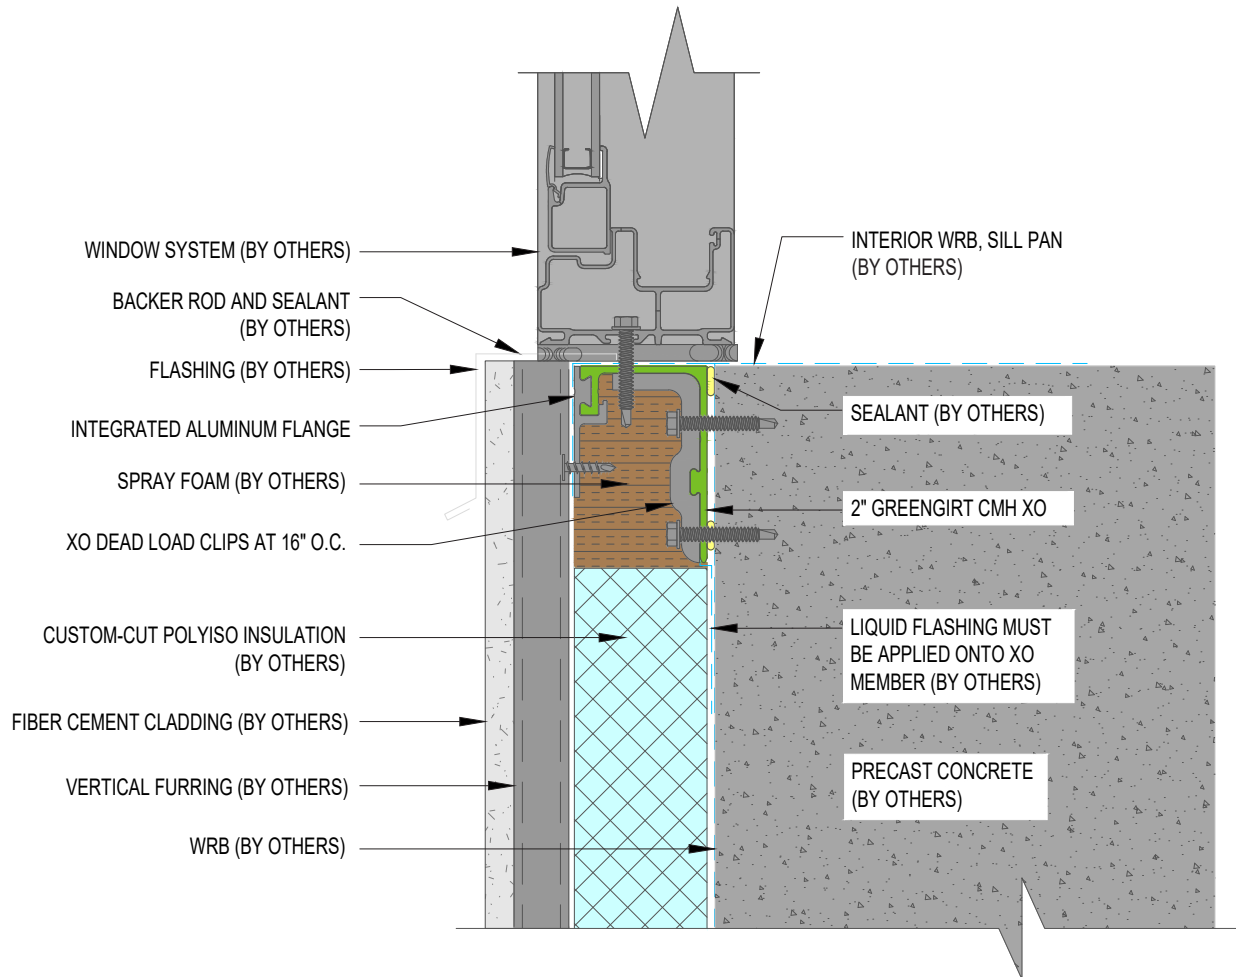 WINDOW SYSTEM (BY OTHERS)
BACKER ROD AND SEALANT
(BY OTHERS)
FLASHING (BY OTHERS)
INTEGRATED ALUMINUM FLANGE
SPRAY FOAM (BY OTHERS)
XO DEAD LOAD CLIPS AT 16" O.C.
CUSTOM-CUT POLYISO INSULATION
(BY OTHERS)
FIBER CEMENT CLADDING (BY OTHERS)
VERTICAL FURRING (BY OTHERS)
WRB (BY OTHERS)
INTERIOR WRB, SILL PAN
(BY OTHERS)
SEALANT (BY OTHERS)
2" GREENGIRT CMH XO
LIQUID FLASHING MUST
BE APPLIED ONTO XO
MEMBER (BY OTHERS)
PRECAST CONCRETE
(BY OTHERS)